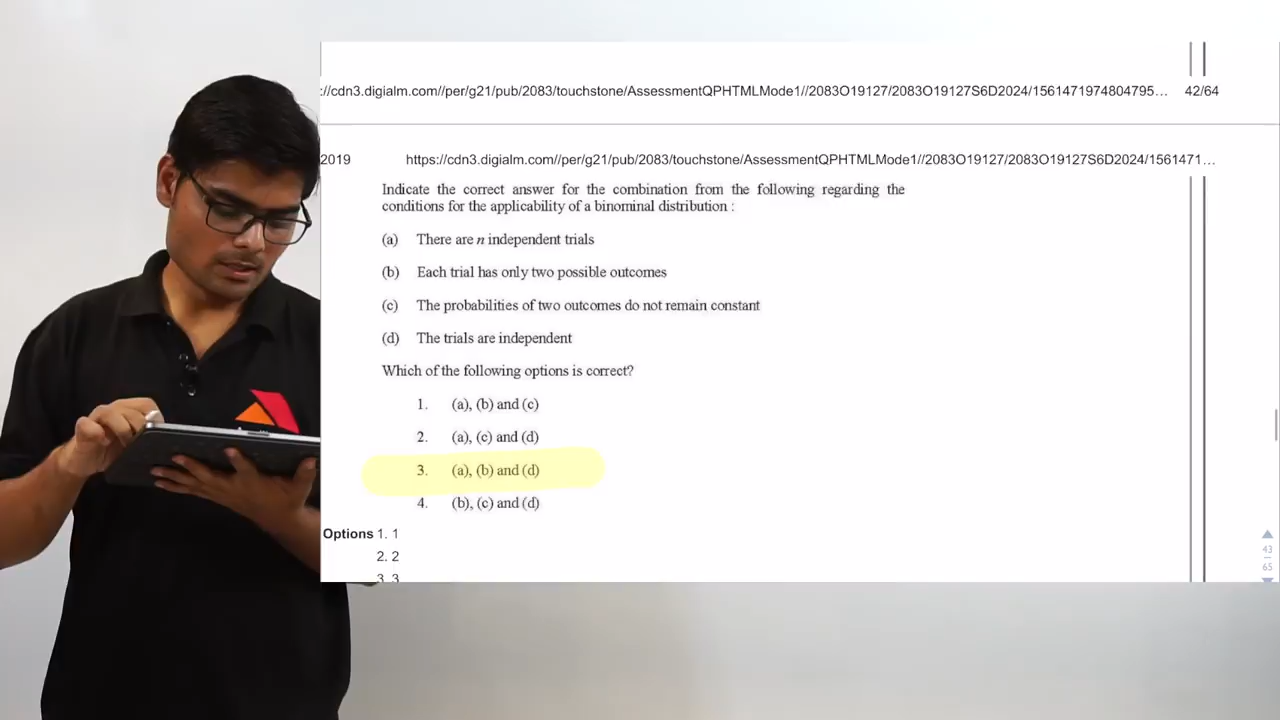 ://cdn3.digialm.com//per/g21/pub/2083/touchstone/AssessmentQPHTMLMode1//2083O19127/2083O19127S6D2024/1561471974804795... 42/64
2019 https://cdn3.digialm.com//per/g21/pub/2083/touchstone/AssessmentQPHTMLMode1//2083O19127/2083O19127S6D2024/1561471...
Indicate the correct answer for the combination from the following regarding the
conditions for the applicability of a binominal distribution :
(a) There are n independent trials
(b) Each trial has only two possible outcomes
(c) The probabilities of two outcomes do not remain constant
(d) The trials are independent
Which of the following options is correct?
1. (a), (b) and (c)
2. (a), (c) and (d)
3. (a), (b) and (d)
4. (b), (c) and (d)
Options 1. 1
2. 2
3. 3
43
65